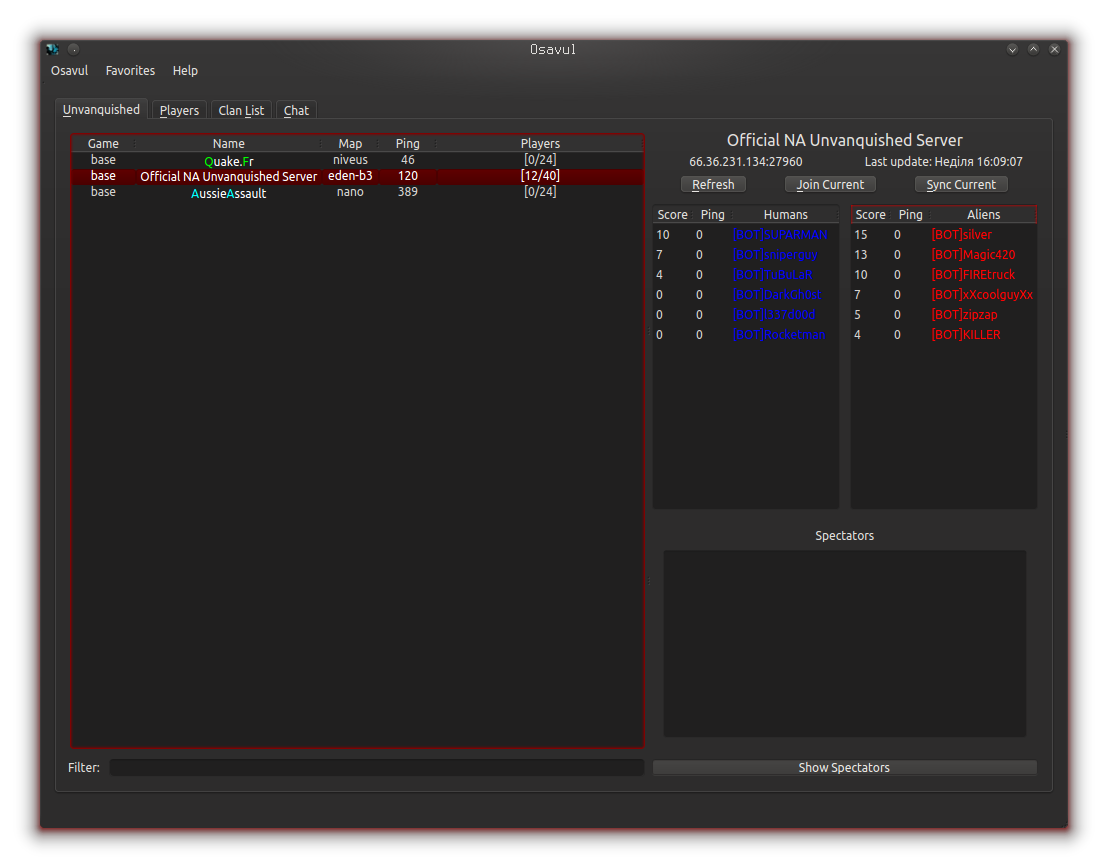 Osavul
Osavul Favorites Help
Unvanquished Players Clan List Chat
Game Name Map Ping Players
base Quake.Fr niveus 46 [0/24]
base Official NA Unvanquished Server eden-b3 120 [12/40]
base AussieAssault nano 389 [0/24]
Official NA Unvanquished Server
66.36.231.134:27960 Last update: Неділя 16:09:07
Refresh Join Current Sync Current
Score Ping Humans
10 0 [BOT]SUPARMAN
7 0 [BOT]sniparguy
4 0 [BOT]TuBuLaR
0 0 [BOT]DarkGh0st
0 0 [BOT]l337d00d
0 0 [BOT]Rocketman
Score Ping Aliens
15 0 [BOT]silver
13 0 [BOT]Magic420
10 0 [BOT]FIREtruck
7 0 [BOT]xXcoolguyXx
5 0 [BOT]zipzap
4 0 [BOT]KILLER
Spectators
Filter:
Show Spectators